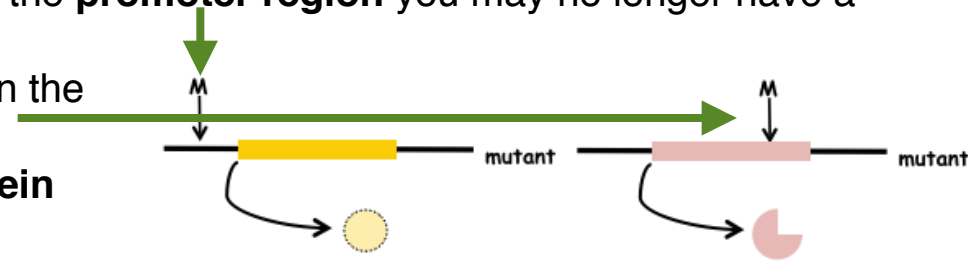 the promoter region you may no longer have a
M M
n the
mutant mutant
ein